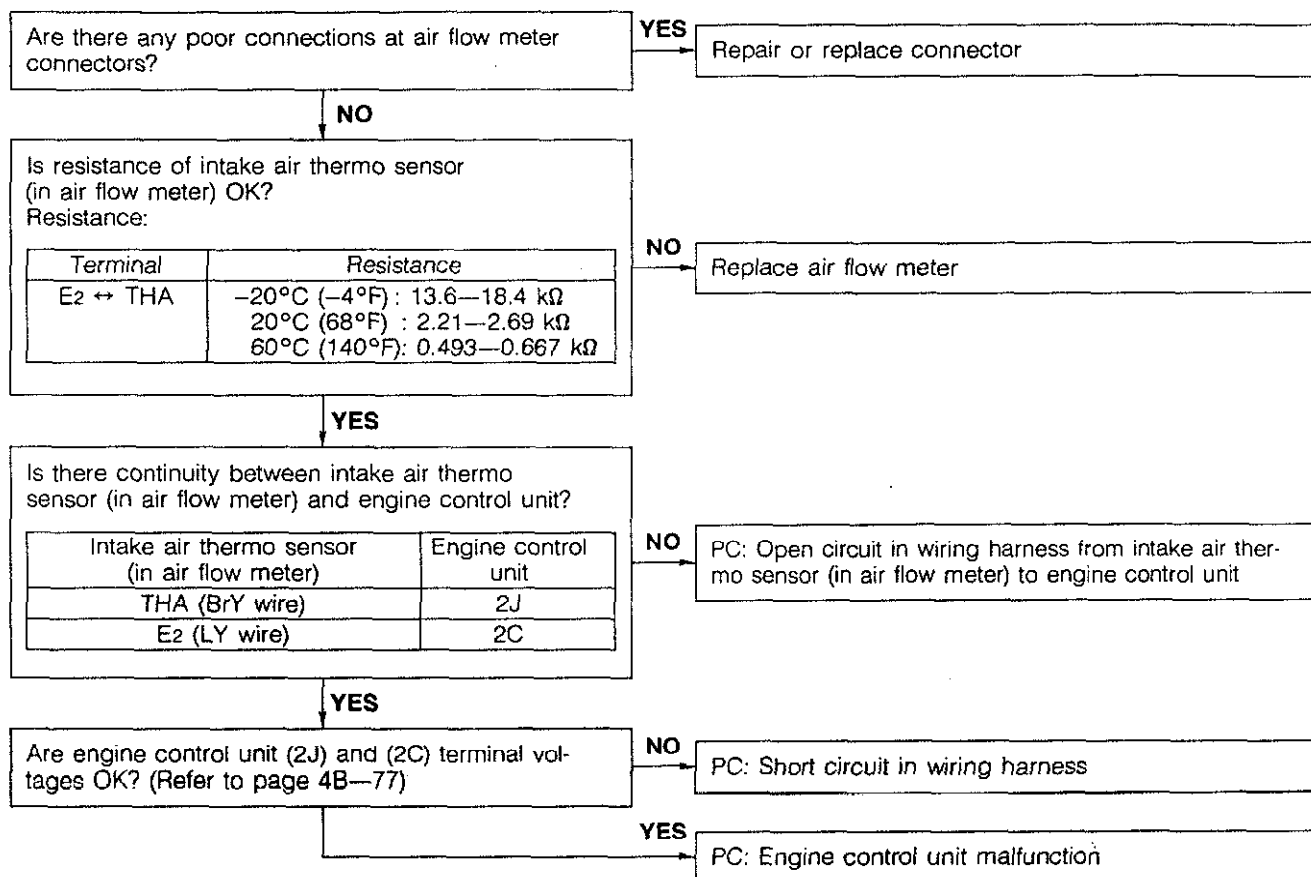 Are there any poor connections at air flow meter
connectors?
YES
Repair or replace connector
NO
Is resistance of intake air thermo sensor
(in air flow meter) OK?
Resistance:
Terminal Resistance
E2 ↔ THA −20°C (−4°F) : 13.6—18.4 kΩ
20°C (68°F) : 2.21—2.69 kΩ
60°C (140°F): 0.493—0.667 kΩ
NO
Replace air flow meter
YES
Is there continuity between intake air thermo
sensor (in air flow meter) and engine control unit?
Intake air thermo sensor Engine control
(in air flow meter) unit
THA (BrY wire) 2J
E2 (LY wire) 2C
NO
PC: Open circuit in wiring harness from intake air ther-
mo sensor (in air flow meter) to engine control unit
YES
Are engine control unit (2J) and (2C) terminal vol-
tages OK? (Refer to page 4B—77)
NO
PC: Short circuit in wiring harness
YES
PC: Engine control unit malfunction